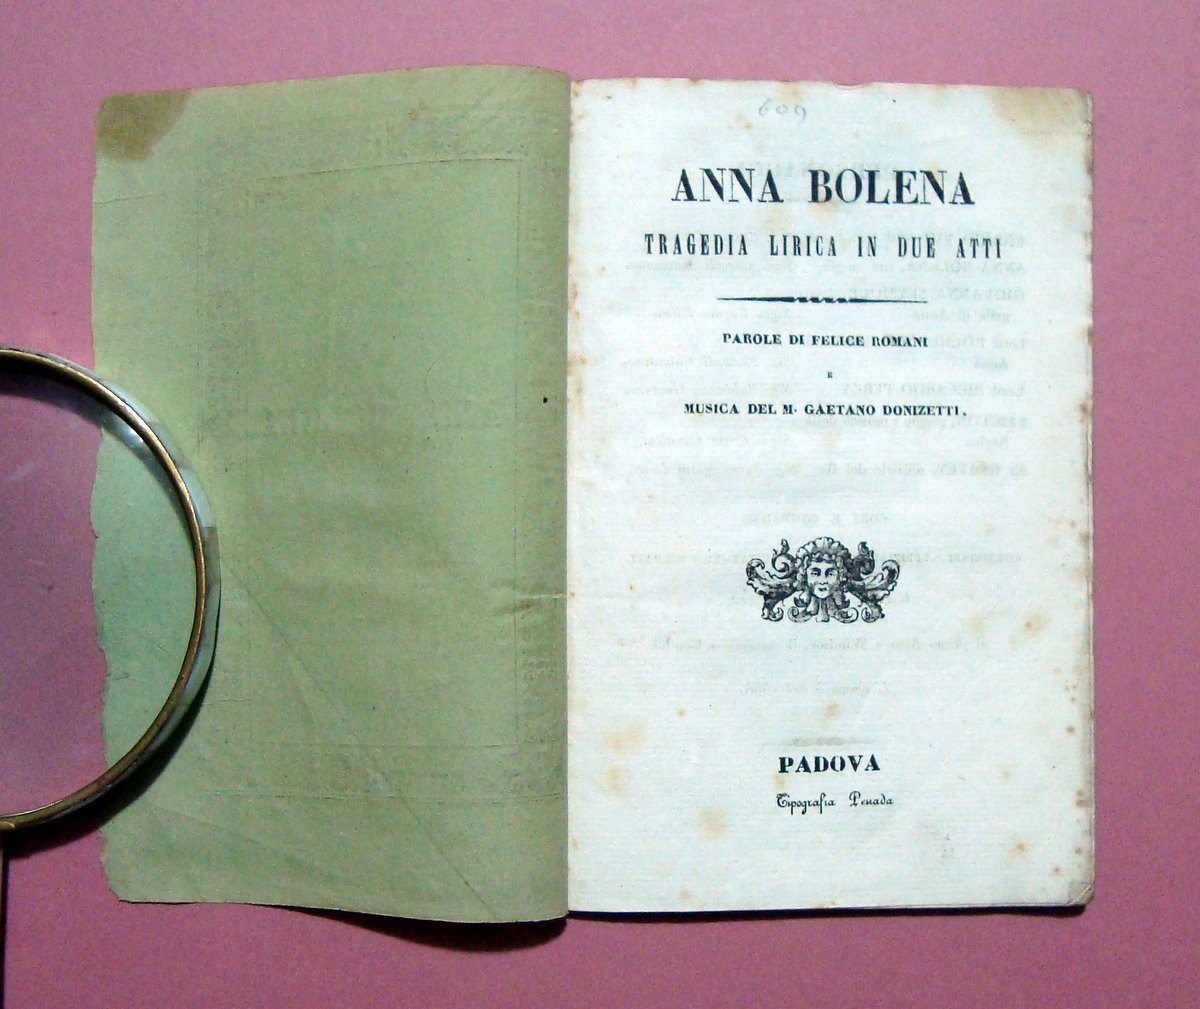 609
ANNA BOLENA
TRAGEDIA LIRICA IN DUE ATTI
PAROLE DI FELICE ROMANI
E
MUSICA DEL M. GAETANO DONIZETTI.
PADOVA
Tipografia Penada